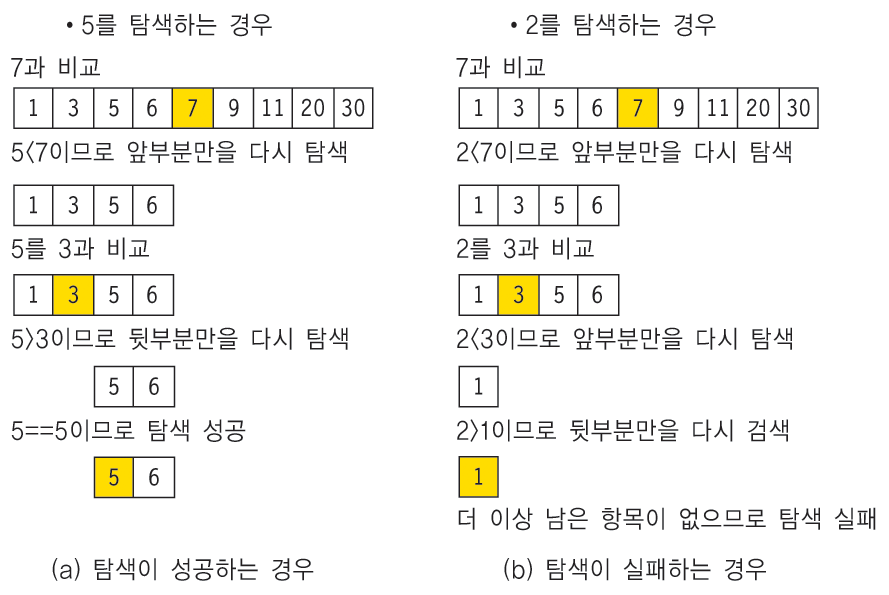 • 5를 탐색하는 경우
7과 비교
1 3 5 6 7 9 11 20 30
5<7이므로 앞부분만을 다시 탐색
1 3 5 6
5를 3과 비교
1 3 5 6
5>3이므로 뒷부분만을 다시 탐색
5 6
5==5이므로 탐색 성공
5 6
(a) 탐색이 성공하는 경우
• 2를 탐색하는 경우
7과 비교
1 3 5 6 7 9 11 20 30
2<7이므로 앞부분만을 다시 탐색
1 3 5 6
2를 3과 비교
1 3 5 6
2<3이므로 앞부분만을 다시 탐색
1
2>1이므로 뒷부분만을 다시 검색
1
더 이상 남은 항목이 없으므로 탐색 실패
(b) 탐색이 실패하는 경우